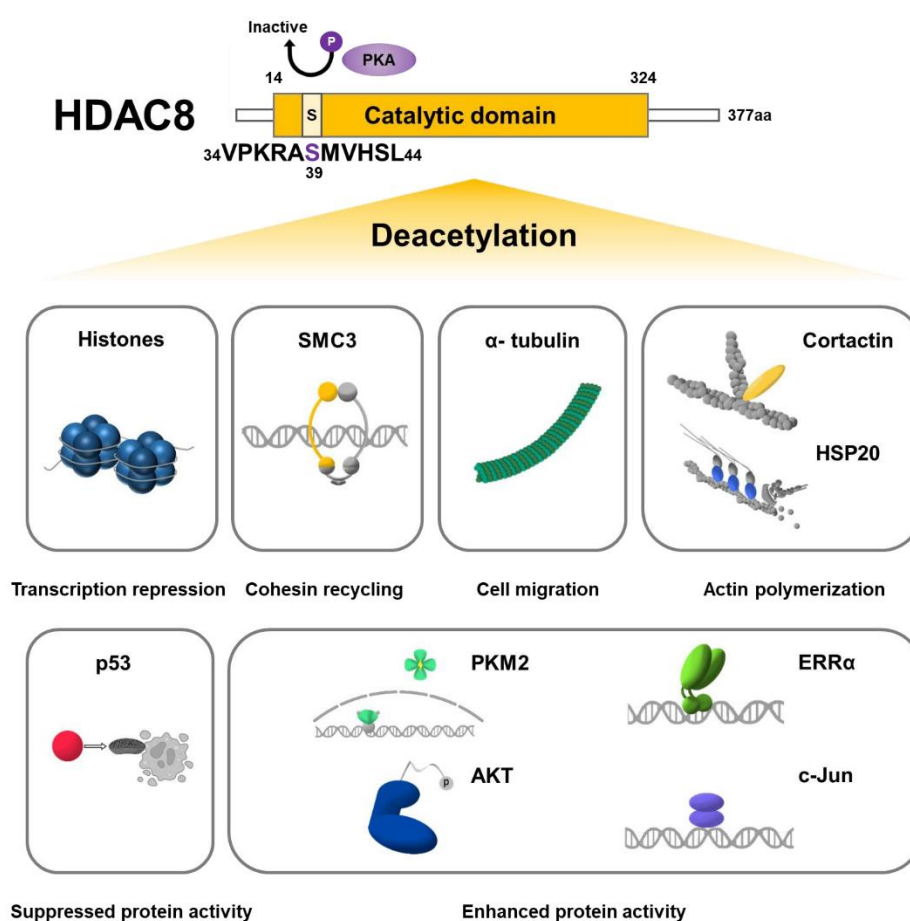 Inactive
P
PKA
14
324
HDAC8
S
Catalytic domain
377aa
34VPKRASMVHSL44
39
Deacetylation
Histones
SMC3
α- tubulin
Cortactin
HSP20
Transcription repression
Cohesin recycling
Cell migration
Actin polymerization
p53
PKM2
ERRα
AKT
p
c-Jun
Suppressed protein activity
Enhanced protein activity